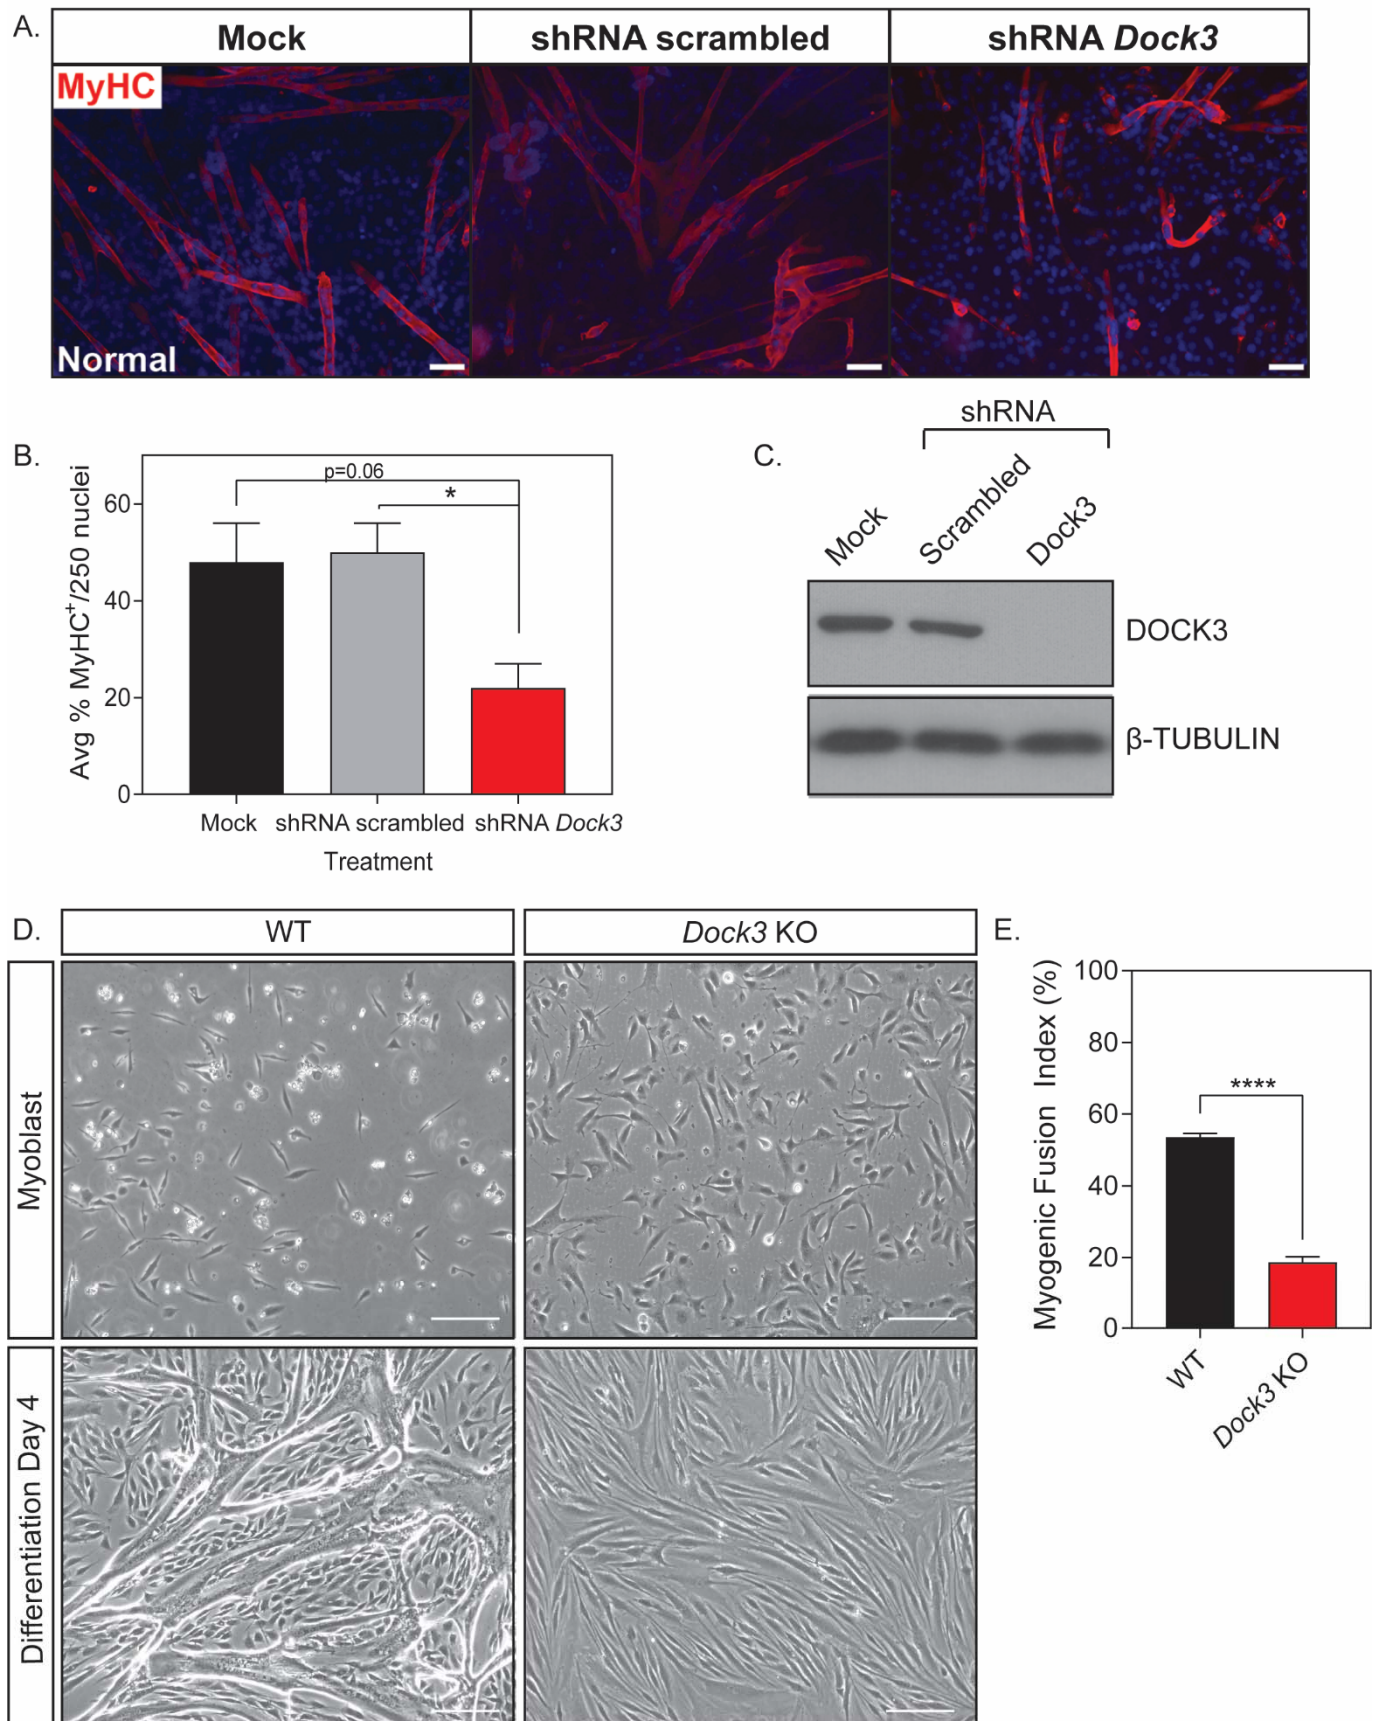 A.
Mock
shRNA scrambled
shRNA Dock3
MyHC
Normal
B.
Avg % MyHC⁺/250 nuclei
60
40
20
0
p=0.06
*
Mock
shRNA scrambled
shRNA Dock3
Treatment
C.
shRNA
Mock
Scrambled
Dock3
DOCK3
β-TUBULIN
D.
WT
Dock3 KO
Myoblast
Differentiation Day 4
E.
Myogenic Fusion Index (%)
100
80
60
40
20
0
****
WT
Dock3 KO